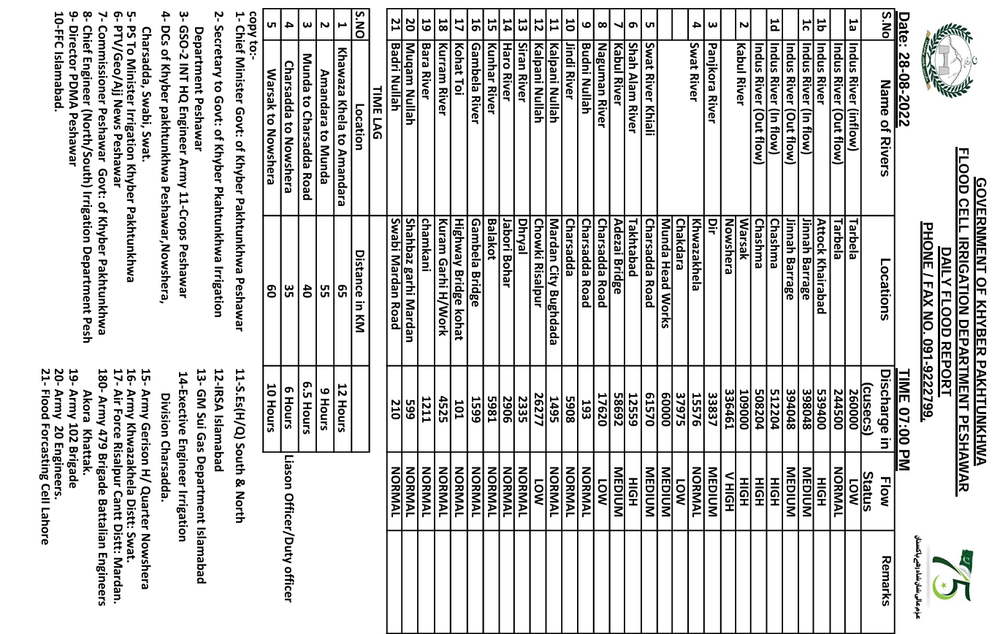 GOVERNMENT OF KHYBER PAKHTUNKHWA
FLOOD CELL IRRIGATION DEPARTMENT PESHAWAR
DAILY FLOOD REPORT
PHONE / FAX NO. 091-9222799.
عزم عالی شان شاد رہے پاکستان
75
Date: 28-08-2022 TIME 07:00 PM
S.No Name of Rivers Locations Discharge in (cusecs) Flow Status Remarks
1a Indus River (inflow) Tarbela 260000 LOW
Indus River (Out flow) Tarbela 244500 NORMAL
1b Indus River Attock Khairabad 539400 HIGH
1c Indus River (In flow) Jinnah Barrage 398048 MEDIUM
Indus River (Out flow) Jinnah Barrage 394048 MEDIUM
1d Indus River (In flow) Chashma 512204 HIGH
Indus River (Out flow) Chashma 508204 HIGH
2 Kabul River Warsak 109000 HIGH
Nowshera 336461 V HIGH
3 Panjkora River Dir 33837 MEDIUM
4 Swat River Khwazakhela 15576 NORMAL
Chakdara 37975 LOW
Munda Head Works 60000 MEDIUM
5 Swat River Khiali Charsadda Road 61570 MEDIUM
6 Shah Alam River Takhtabad 12559 HIGH
7 Kabul River Adezai Bridge 58692 MEDIUM
8 Naguman River Charsadda Road 17620 LOW
9 Budni Nullah Charsadda Road 193 NORMAL
10 Jindi River Charsadda 5908 NORMAL
11 Kalpani Nullah Mardan City Bughdada 1495 NORMAL
12 Kalpani Nullah Chowki Risalpur 26277 LOW
13 Siran River Dhryal 2335 NORMAL
14 Haro River Jabori Bohar 2906 NORMAL
15 Kunhar River Balakot 5981 NORMAL
16 Gambela River Gambela Bridge 1599 NORMAL
17 Kohat Toi Highway Bridge kohat 101 NORMAL
18 Kurram River Kuram Garhi H/Work 4525 NORMAL
19 Bara River chamkani 1211 NORMAL
20 Muqam Nullah Shahbaz garhi Mardan 599 NORMAL
21 Badri Nullah Swabi Mardan Road 210 NORMAL
TIME LAG
S.NO Location Distance in KM
1 Khawaza Khela to Amandara 65 12 Hours
2 Amandara to Munda 55 9 Hours
3 Munda to Charsadda Road 40 6.5 Hours
4 Charsadda to Nowshera 35 6 Hours Liason Officer/Duty officer
5 Warsak to Nowshera 60 10 Hours
copy to:-
1- Chief Minister Govt: of Khyber Pakhtunkhwa Peshawar
2- Secretary to Govt: of Khyber Pkahtunkhwa Irrigation
Department Peshawar
3- GSO-2 INT HQ Engineer Army 11-Crops Peshawar
4- DCs of Khyber pakhtunkhwa Peshawar,Nowshera,
Charsadda, Swabi, Swat.
5- PS To Minister Irrigation Khyber Pakhtunkhwa
6- PTV/Geo/Ajj News Peshawar
7- Commissioner Peshawar Govt: of Khyber Pakhtunkhwa
8- Chief Engineer (North/South) Irrigation Department Pesh
9- Director PDMA Peshawar
10-FFC Islamabad.
11-S.Es(H/Q) South & North
12-IRSA Islamabad
13- GM Sui Gas Department Islamabad
14-Exective Engineer Irrigation
Division Charsadda.
15- Army Gerison H/ Quarter Nowshera
16- Army Khwazakhela Distt: Swat.
17- Air Force Risalpur Cantt Distt: Mardan.
180- Army 479 Brigade Battalian Engineers
Akora Khattak.
19- Army 102 Brigade
20- Army 20 Engineers.
21- Flood Forcasting Cell Lahore